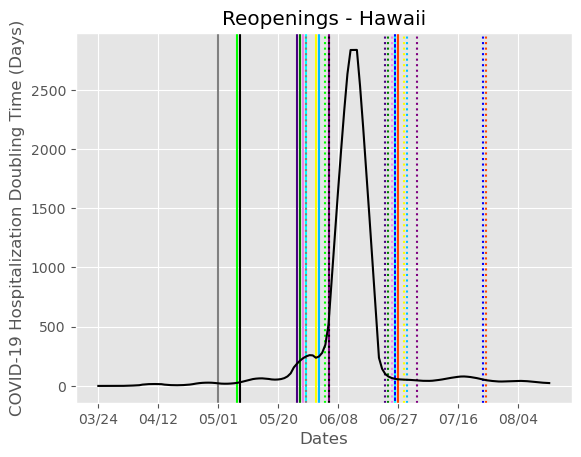 Reopenings - Hawaii
COVID-19 Hospitalization Doubling Time (Days)
2500
2000
1500
1000
500
0
03/24 04/12 05/01 05/20 06/08 06/27 07/16 08/04
Dates